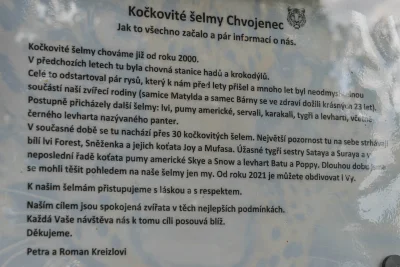 Kočkovité šelmy Chvojenec
Jak to všechno začalo a pár informací o nás.
Kočkovité šelmy chováme již od roku 2000.
V předchozích letech tu byla chovná stanice hadů a krokodýlů.
Celé to odstartoval pár rysů, který k nám před lety přišel a mnoho let byl neodmyslitelnou
součástí naší zvířecí rodiny (samice Matylda a samec Bárny se ve zdraví dožili krásných 23 let).
Postupně přicházely další šelmy: lvi, pumy americké, servali, karakali, tygři a levharti, včetně
černého levharta nazývaného panter.
V současné době se tu nachází přes 30 kočkovitých šelem. Největší pozornost tu na sebe strhávají
bílí lvi Forest, Sněženka a jejich koťata Joy a Mufasa. Úžasné tygří sestry Sataya a Suraya a v
neposlední řadě koťata pumy americké Skye a Snow a levhart Batu a Poppy. Dlouhou dobu
se mohli těšit pohledem na naše šelmy jen my. Od roku 2021 je můžete obdivovat i Vy.
K našim šelmám přistupujeme s láskou a s respektem.
Naším cílem jsou spokojená zvířata v těch nejlepších podmínkách.
Každá Vaše návštěva nás k tomu cíli posouvá blíž.
Děkujeme.
Petra a Roman Kreizlovi